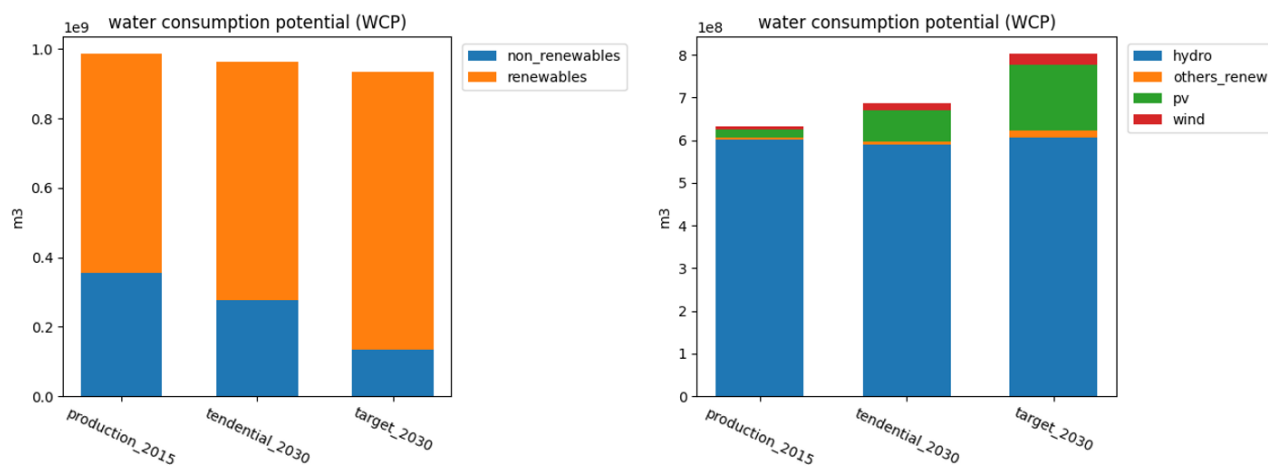 water consumption potential (WCP)
1e9
1.0
0.8
0.6
0.4
0.2
0.0
m3
production_2015
tendential_2030
target_2030
non_renewables
renewables
water consumption potential (WCP)
1e8
8
7
6
5
4
3
2
1
0
m3
production_2015
tendential_2030
target_2030
hydro
others_renew
pv
wind